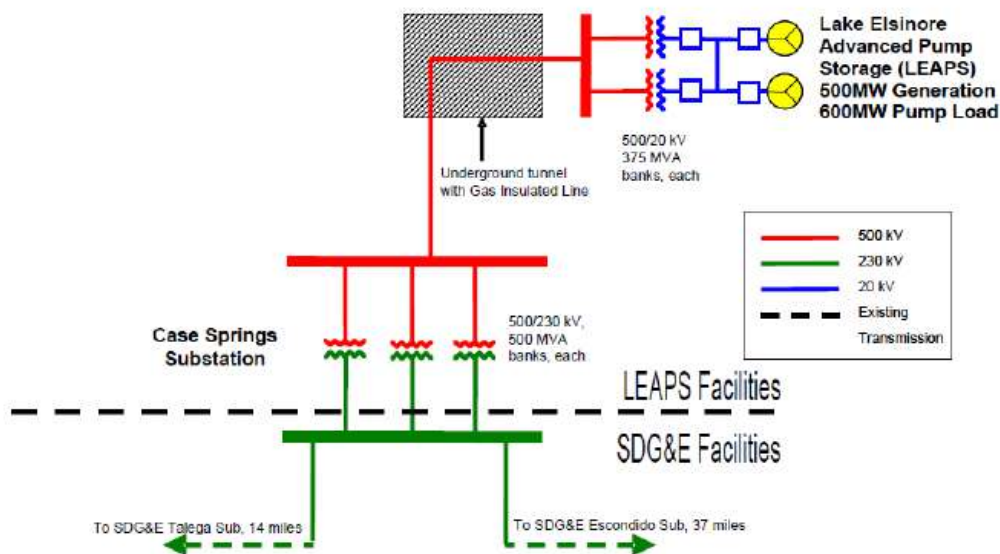 Lake Elsinore
Advanced Pump
Storage (LEAPS)
500MW Generation
600MW Pump Load
500/20 kV
375 MVA
banks, each
Underground tunnel
with Gas Insulated Line
500 kV
230 kV
20 kV
Existing
Transmission
Case Springs
Substation
500/230 kV,
500 MVA
banks, each
LEAPS Facilities
SDG&E Facilities
To SDG&E Talega Sub, 14 miles
To SDG&E Escondido Sub, 37 miles